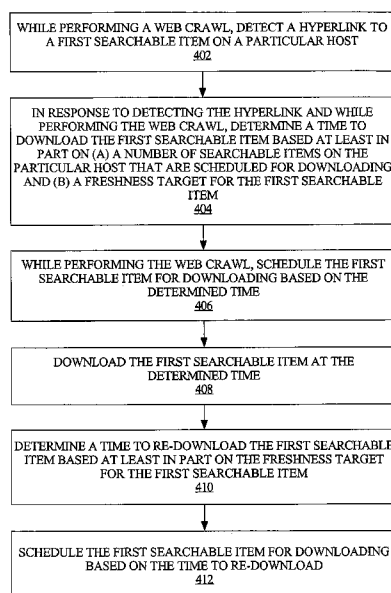 WHILE PERFORMING A WEB CRAWL, DETECT A HYPERLINK TO
A FIRST SEARCHABLE ITEM ON A PARTICULAR HOST
402
IN RESPONSE TO DETECTING THE HYPERLINK AND WHILE
PERFORMING THE WEB CRAWL, DETERMINE A TIME TO
DOWNLOAD THE FIRST SEARCHABLE ITEM BASED AT LEAST IN
PART ON (A) A NUMBER OF SEARCHABLE ITEMS ON THE
PARTICULAR HOST THAT ARE SCHEDULED FOR DOWNLOADING
AND (B) A FRESHNESS TARGET FOR THE FIRST SEARCHABLE
ITEM
404
WHILE PERFORMING THE WEB CRAWL, SCHEDULE THE FIRST
SEARCHABLE ITEM FOR DOWNLOADING BASED ON THE
DETERMINED TIME
406
DOWNLOAD THE FIRST SEARCHABLE ITEM AT THE
DETERMINED TIME
408
DETERMINE A TIME TO RE-DOWNLOAD THE FIRST SEARCHABLE
ITEM BASED AT LEAST IN PART ON THE FRESHNESS TARGET
FOR THE FIRST SEARCHABLE ITEM
410
SCHEDULE THE FIRST SEARCHABLE ITEM FOR DOWNLOADING
BASED ON THE TIME TO RE-DOWNLOAD
412